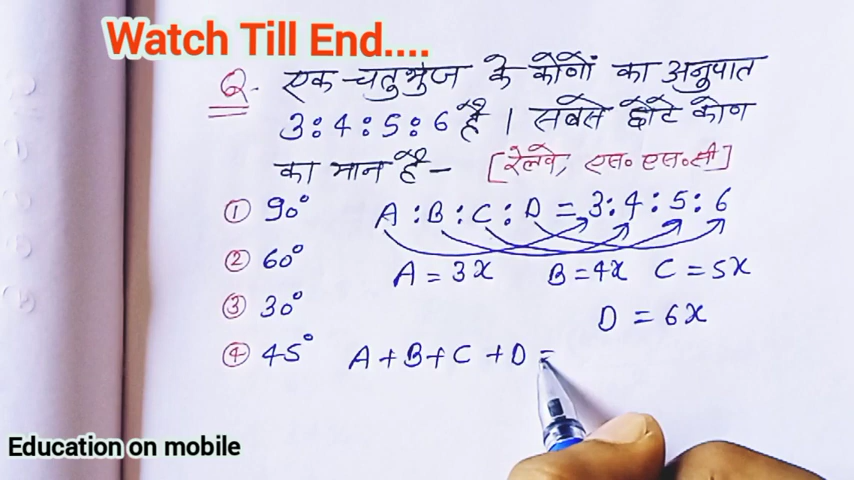 Watch Till End....
Q. एक चतुर्भुज के कोणों का अनुपात
3:4:5:6 है । सबसे छोटे कोण
का मान है- [रेलवे, एस. एस. सी]
① 90° A:B:C:D = 3:4:5:6
② 60° A = 3x B = 4x C = 5x
③ 30° D = 6x
④ 45° A+B+C+D =
Education on mobile